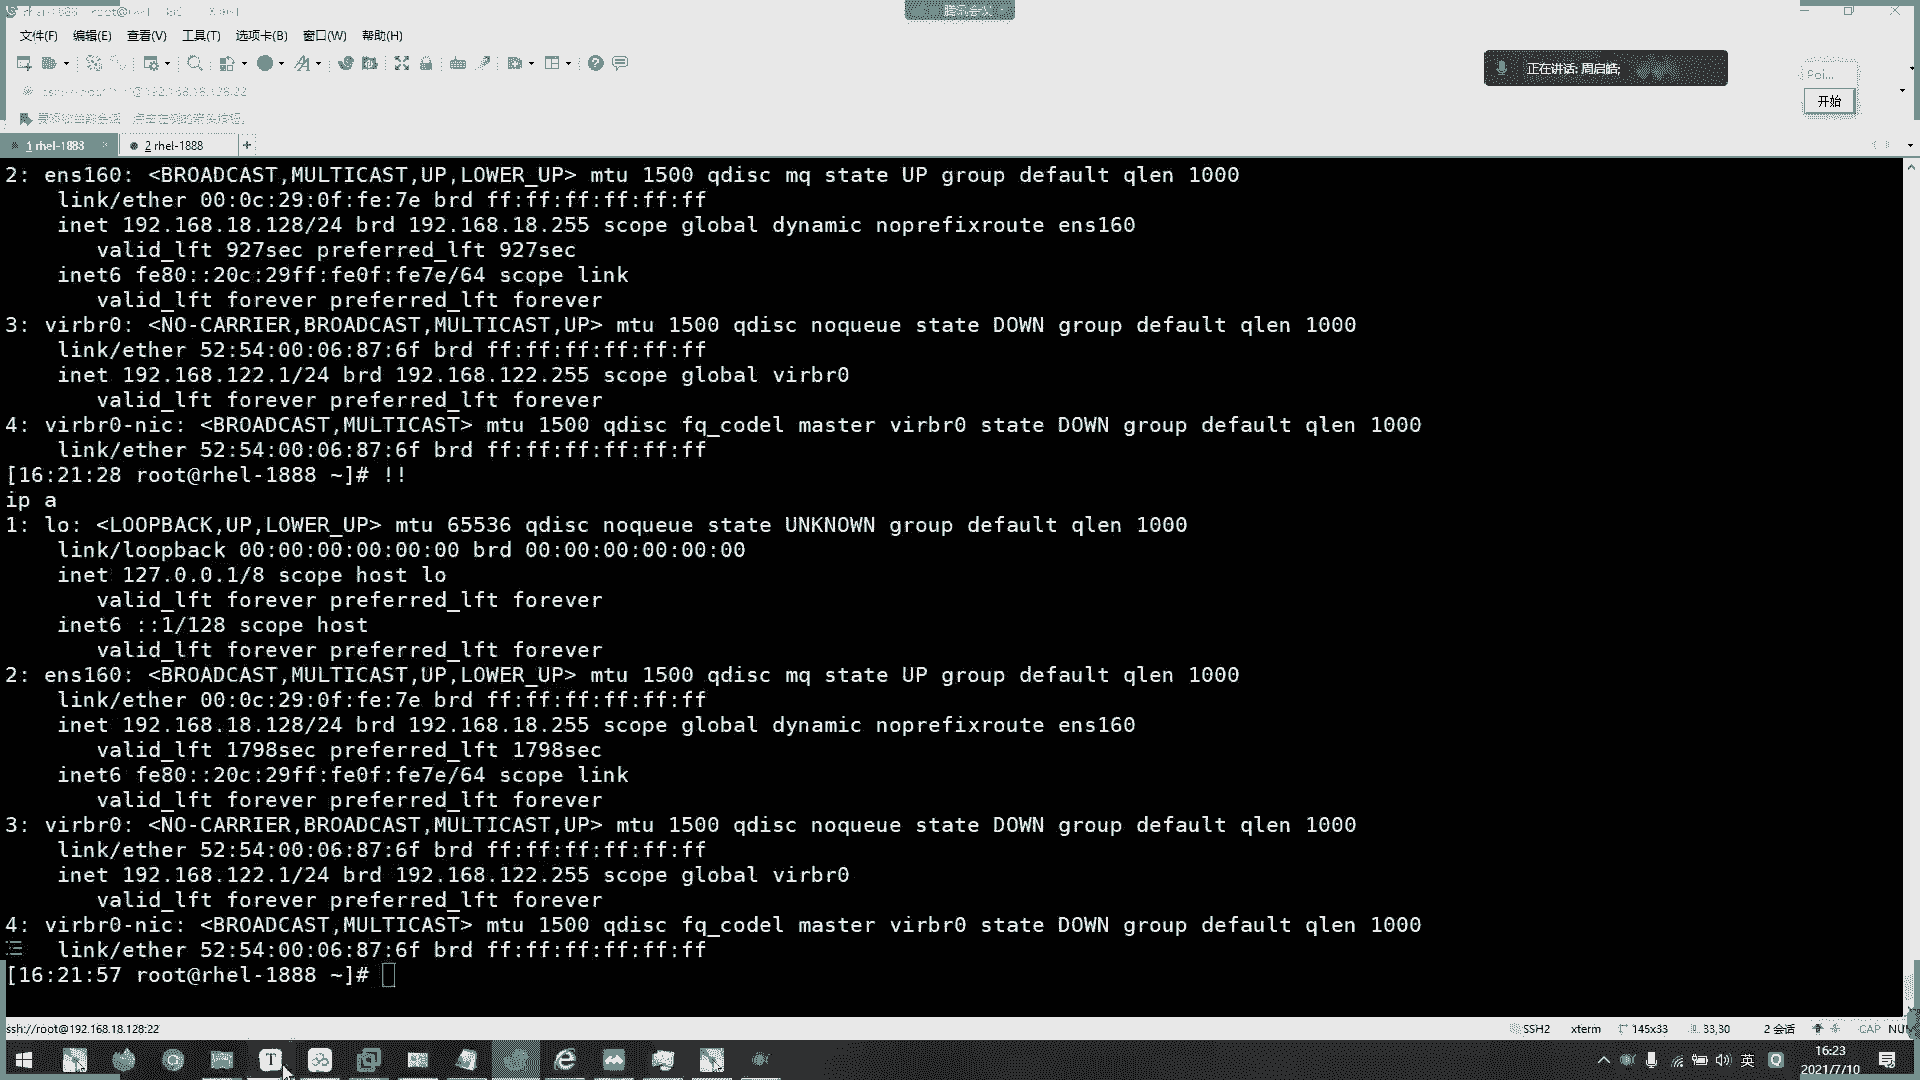 腾讯会议
文件(F) 编辑(E) 查看(V) 工具(T) 选项卡(B) 窗口(W) 帮助(H)
正在讲话: 周启皓;
Poi...
开始
1 rhel-1883 2 rhel-1888 +
2: ens160: <BROADCAST,MULTICAST,UP,LOWER_UP> mtu 1500 qdisc mq state UP group default qlen 1000
link/ether 00:0c:29:0f:fe:7e brd ff:ff:ff:ff:ff:ff
inet 192.168.18.128/24 brd 192.168.18.255 scope global dynamic noprefixroute ens160
valid_lft 927sec preferred_lft 927sec
inet6 fe80::20c:29ff:fe0f:fe7e/64 scope link
valid_lft forever preferred_lft forever
3: virbr0: <NO-CARRIER,BROADCAST,MULTICAST,UP> mtu 1500 qdisc noqueue state DOWN group default qlen 1000
link/ether 52:54:00:06:87:6f brd ff:ff:ff:ff:ff:ff
inet 192.168.122.1/24 brd 192.168.122.255 scope global virbr0
valid_lft forever preferred_lft forever
4: virbr0-nic: <BROADCAST,MULTICAST> mtu 1500 qdisc fq_codel master virbr0 state DOWN group default qlen 1000
link/ether 52:54:00:06:87:6f brd ff:ff:ff:ff:ff:ff
[16:21:28 root@rhel-1888 ~]# !!
ip a
1: lo: <LOOPBACK,UP,LOWER_UP> mtu 65536 qdisc noqueue state UNKNOWN group default qlen 1000
link/loopback 00:00:00:00:00:00 brd 00:00:00:00:00:00
inet 127.0.0.1/8 scope host lo
valid_lft forever preferred_lft forever
inet6 ::1/128 scope host
valid_lft forever preferred_lft forever
2: ens160: <BROADCAST,MULTICAST,UP,LOWER_UP> mtu 1500 qdisc mq state UP group default qlen 1000
link/ether 00:0c:29:0f:fe:7e brd ff:ff:ff:ff:ff:ff
inet 192.168.18.128/24 brd 192.168.18.255 scope global dynamic noprefixroute ens160
valid_lft 1798sec preferred_lft 1798sec
inet6 fe80::20c:29ff:fe0f:fe7e/64 scope link
valid_lft forever preferred_lft forever
3: virbr0: <NO-CARRIER,BROADCAST,MULTICAST,UP> mtu 1500 qdisc noqueue state DOWN group default qlen 1000
link/ether 52:54:00:06:87:6f brd ff:ff:ff:ff:ff:ff
inet 192.168.122.1/24 brd 192.168.122.255 scope global virbr0
valid_lft forever preferred_lft forever
4: virbr0-nic: <BROADCAST,MULTICAST> mtu 1500 qdisc fq_codel master virbr0 state DOWN group default qlen 1000
link/ether 52:54:00:06:87:6f brd ff:ff:ff:ff:ff:ff
[16:21:57 root@rhel-1888 ~]#
ssh://root@192.168.18.128:22 SSH2 xterm 145x33 33,30 2 会话 CAP NUM
英 16:23
2021/7/10